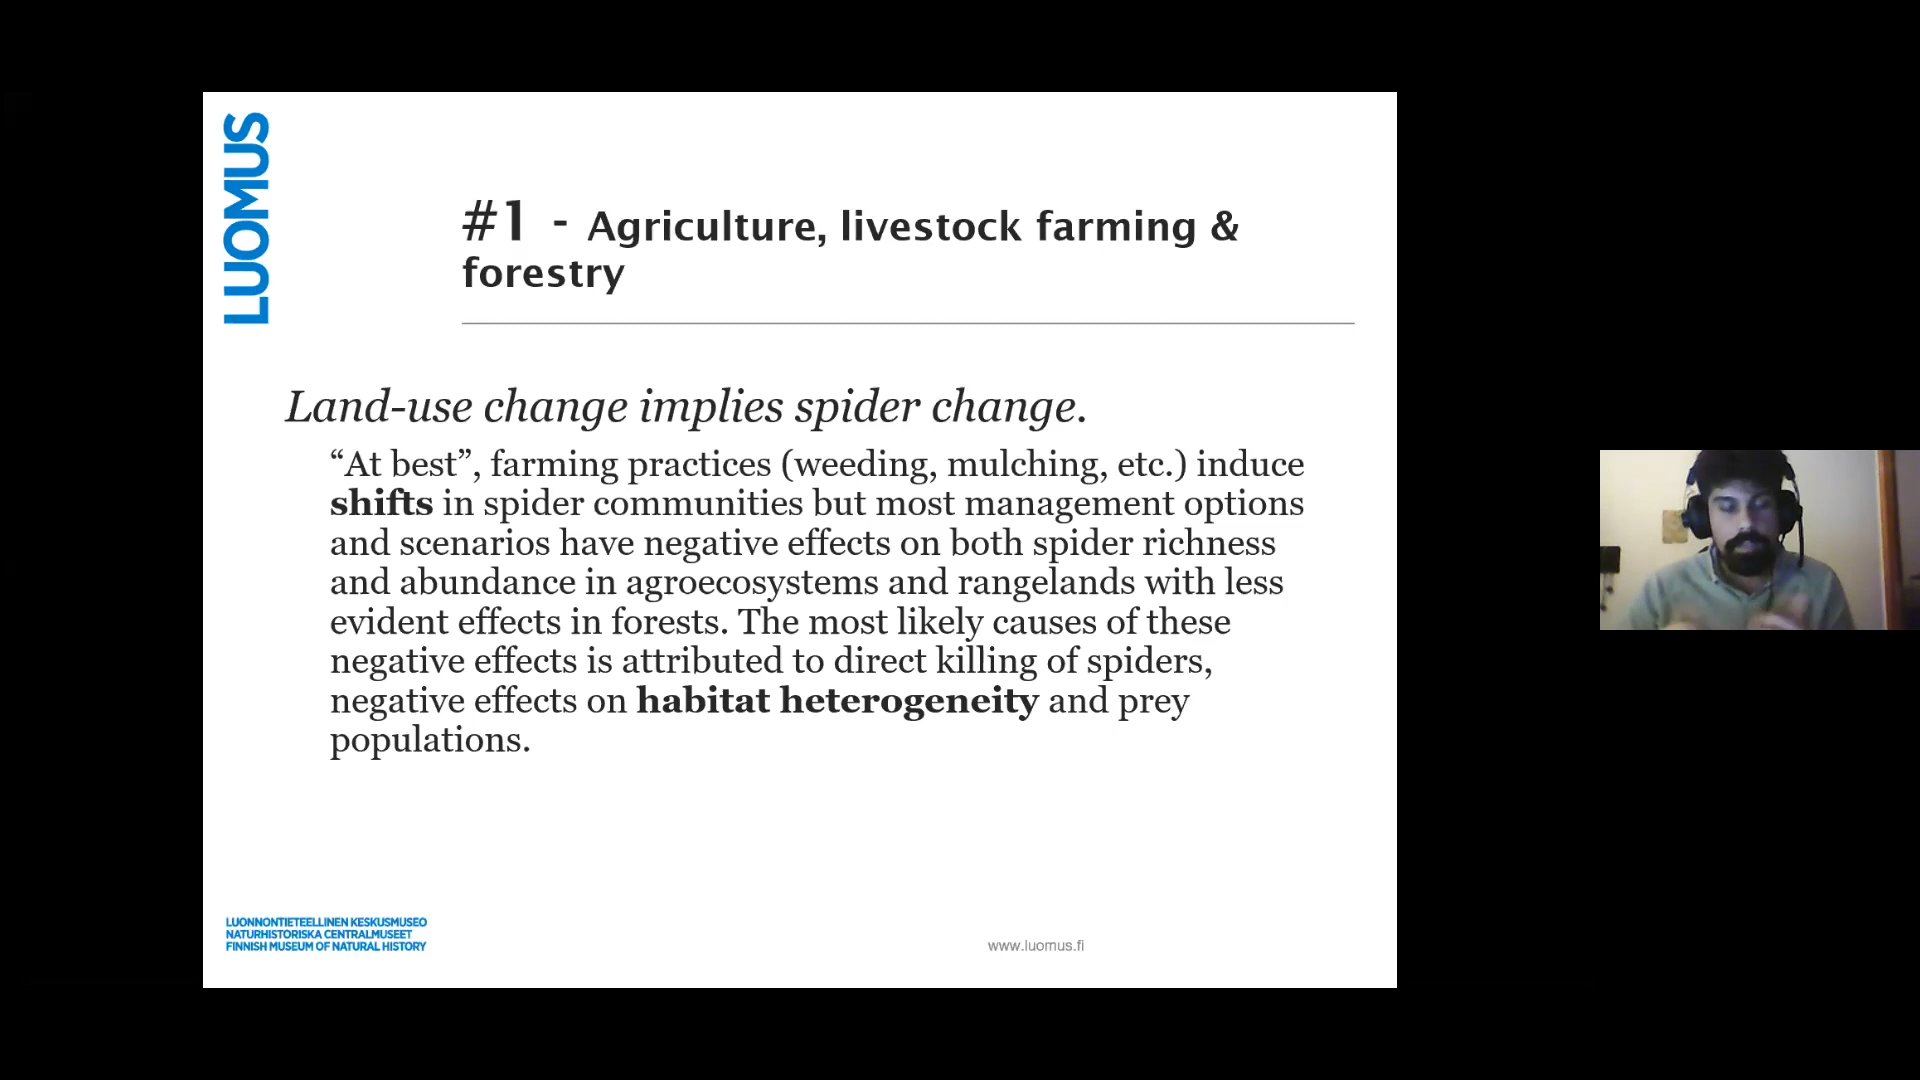 LUOMUS
#1 - Agriculture, livestock farming &
forestry
Land-use change implies spider change.
“At best”, farming practices (weeding, mulching, etc.) induce
shifts in spider communities but most management options
and scenarios have negative effects on both spider richness
and abundance in agroecosystems and rangelands with less
evident effects in forests. The most likely causes of these
negative effects is attributed to direct killing of spiders,
negative effects on habitat heterogeneity and prey
populations.
LUONNONTIETEELLINEN KESKUSMUSEO
NATURHISTORISKA CENTRALMUSEET
FINNISH MUSEUM OF NATURAL HISTORY
www.luomus.fi